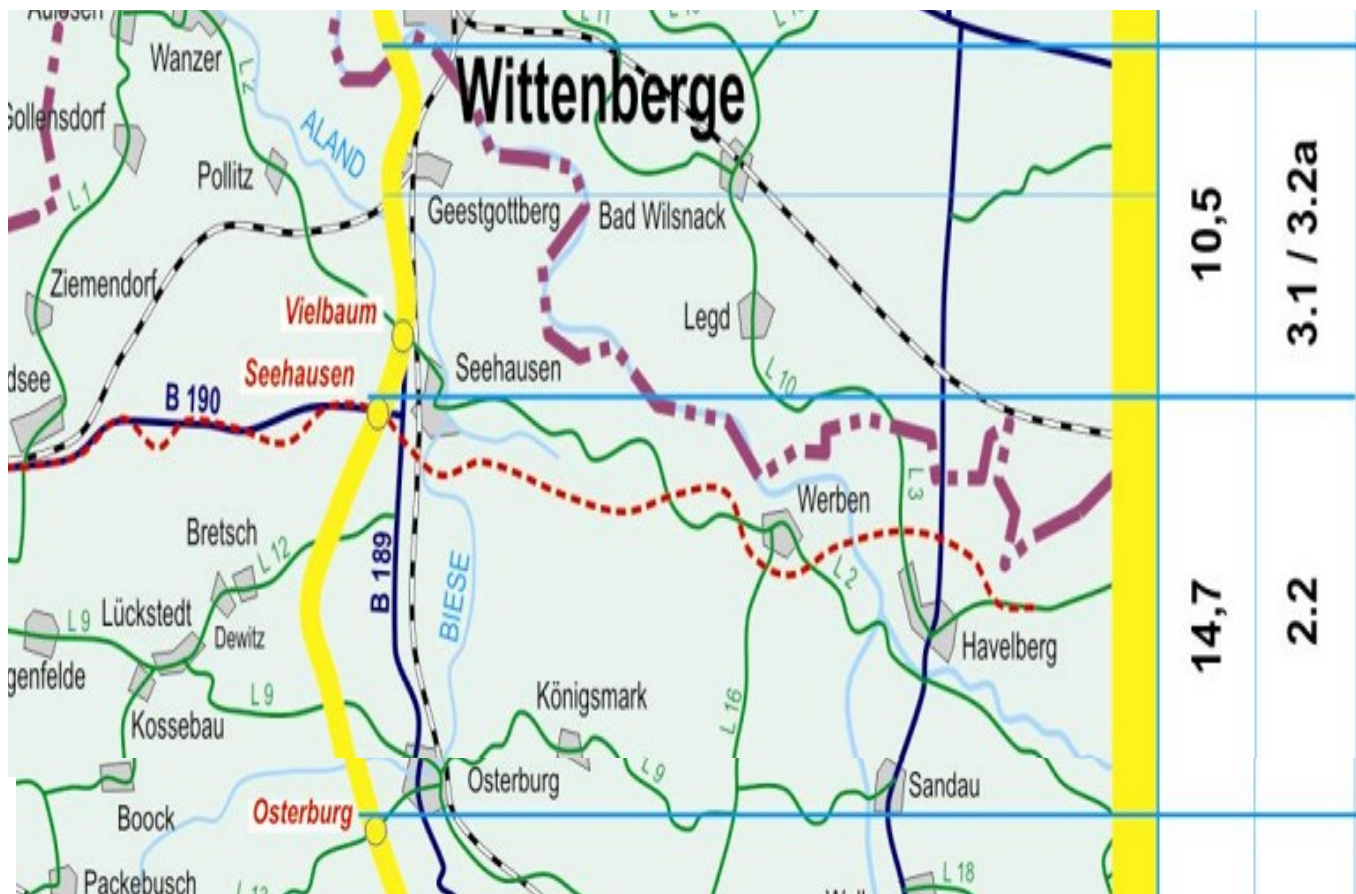 Wanzer
L 2
Wittenberge
ALAND
Pollitz
L 1
Geestgottberg
Bad Wilsnack
10,5
3.1 / 3.2a
Ziemendorf
Vielbaum
Legd
Seehausen
Seehausen
L 10
B 190
L 3
Werben
Bretsch
L 12
B 189
BIESE
L 2
14,7
2.2
Lückstedt
L 9
Dewitz
Havelberg
L 9
Königsmark
L 16
Kossebau
L 9
Osterburg
Sandau
Boock
Osterburg
Packebusch
L 18